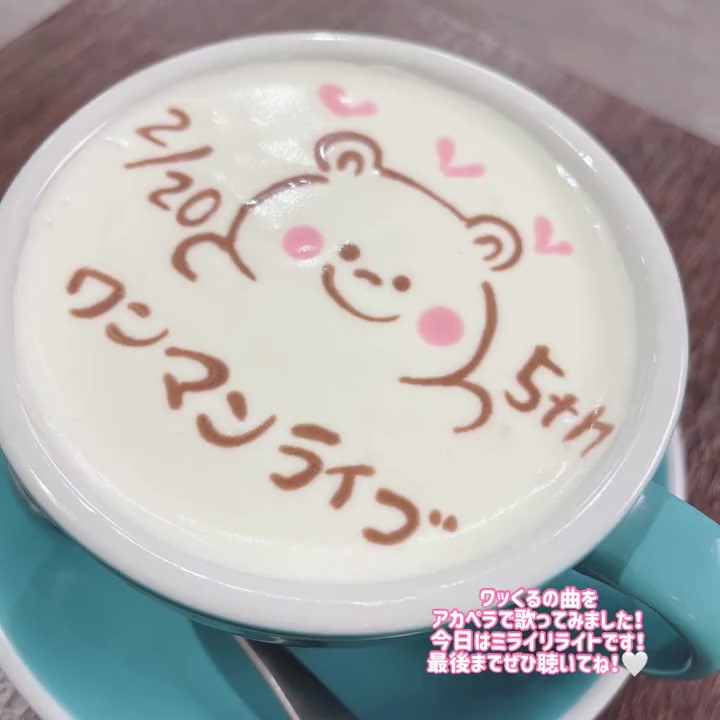 2/20
ワンマンライブ
5th
ワッくるの曲を
アカペラで歌ってみました！
今日はミライリライトです！
最後までぜひ聴いてね！🤍